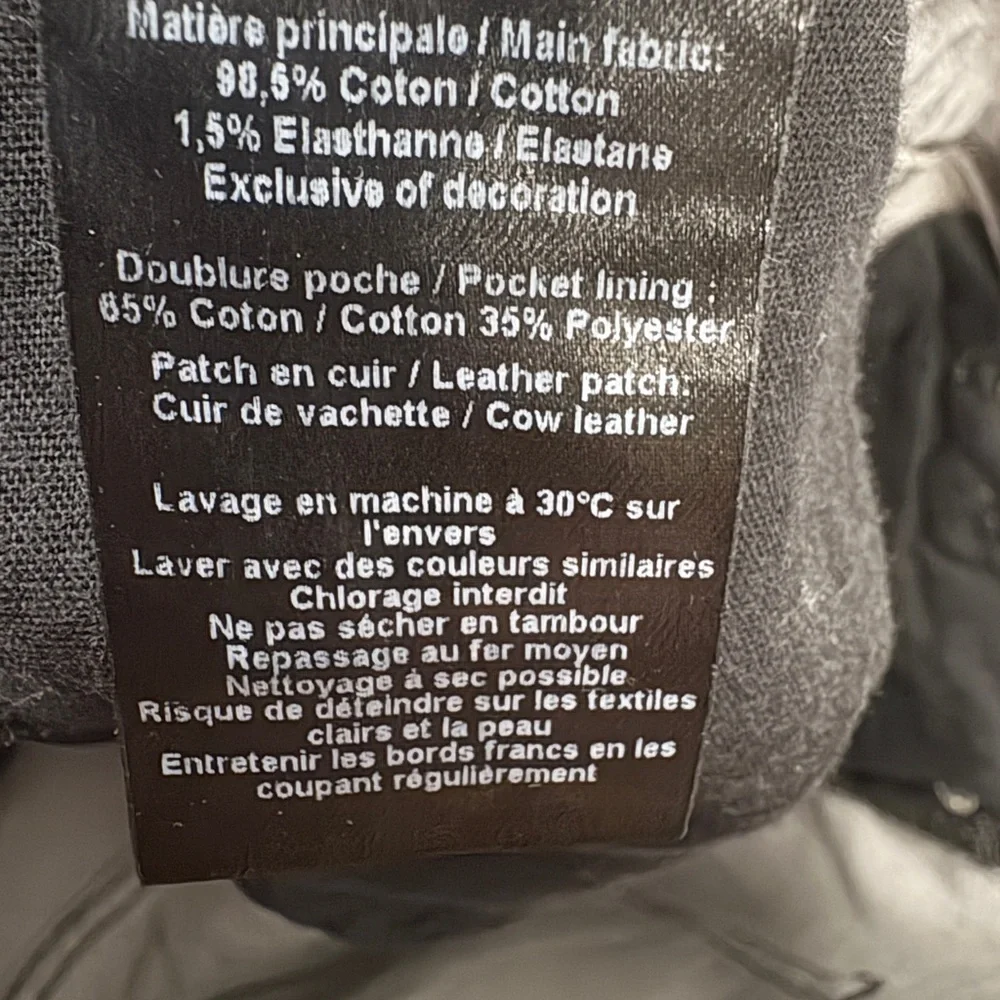 Matière principale / Main fabric:
98,5% Coton / Cotton
1,5% Elasthanne / Elastane
Exclusive of decoration
Doublure poche / Pocket lining :
65% Coton / Cotton 35% Polyester
Patch en cuir / Leather patch:
Cuir de vachette / Cow leather
Lavage en machine à 30°C sur
l'envers
Laver avec des couleurs similaires
Chlorage interdit
Ne pas sécher en tambour
Repassage au fer moyen
Nettoyage à sec possible
Risque de déteindre sur les textiles
clairs et la peau
Entretenir les bords francs en les
coupant régulièrement